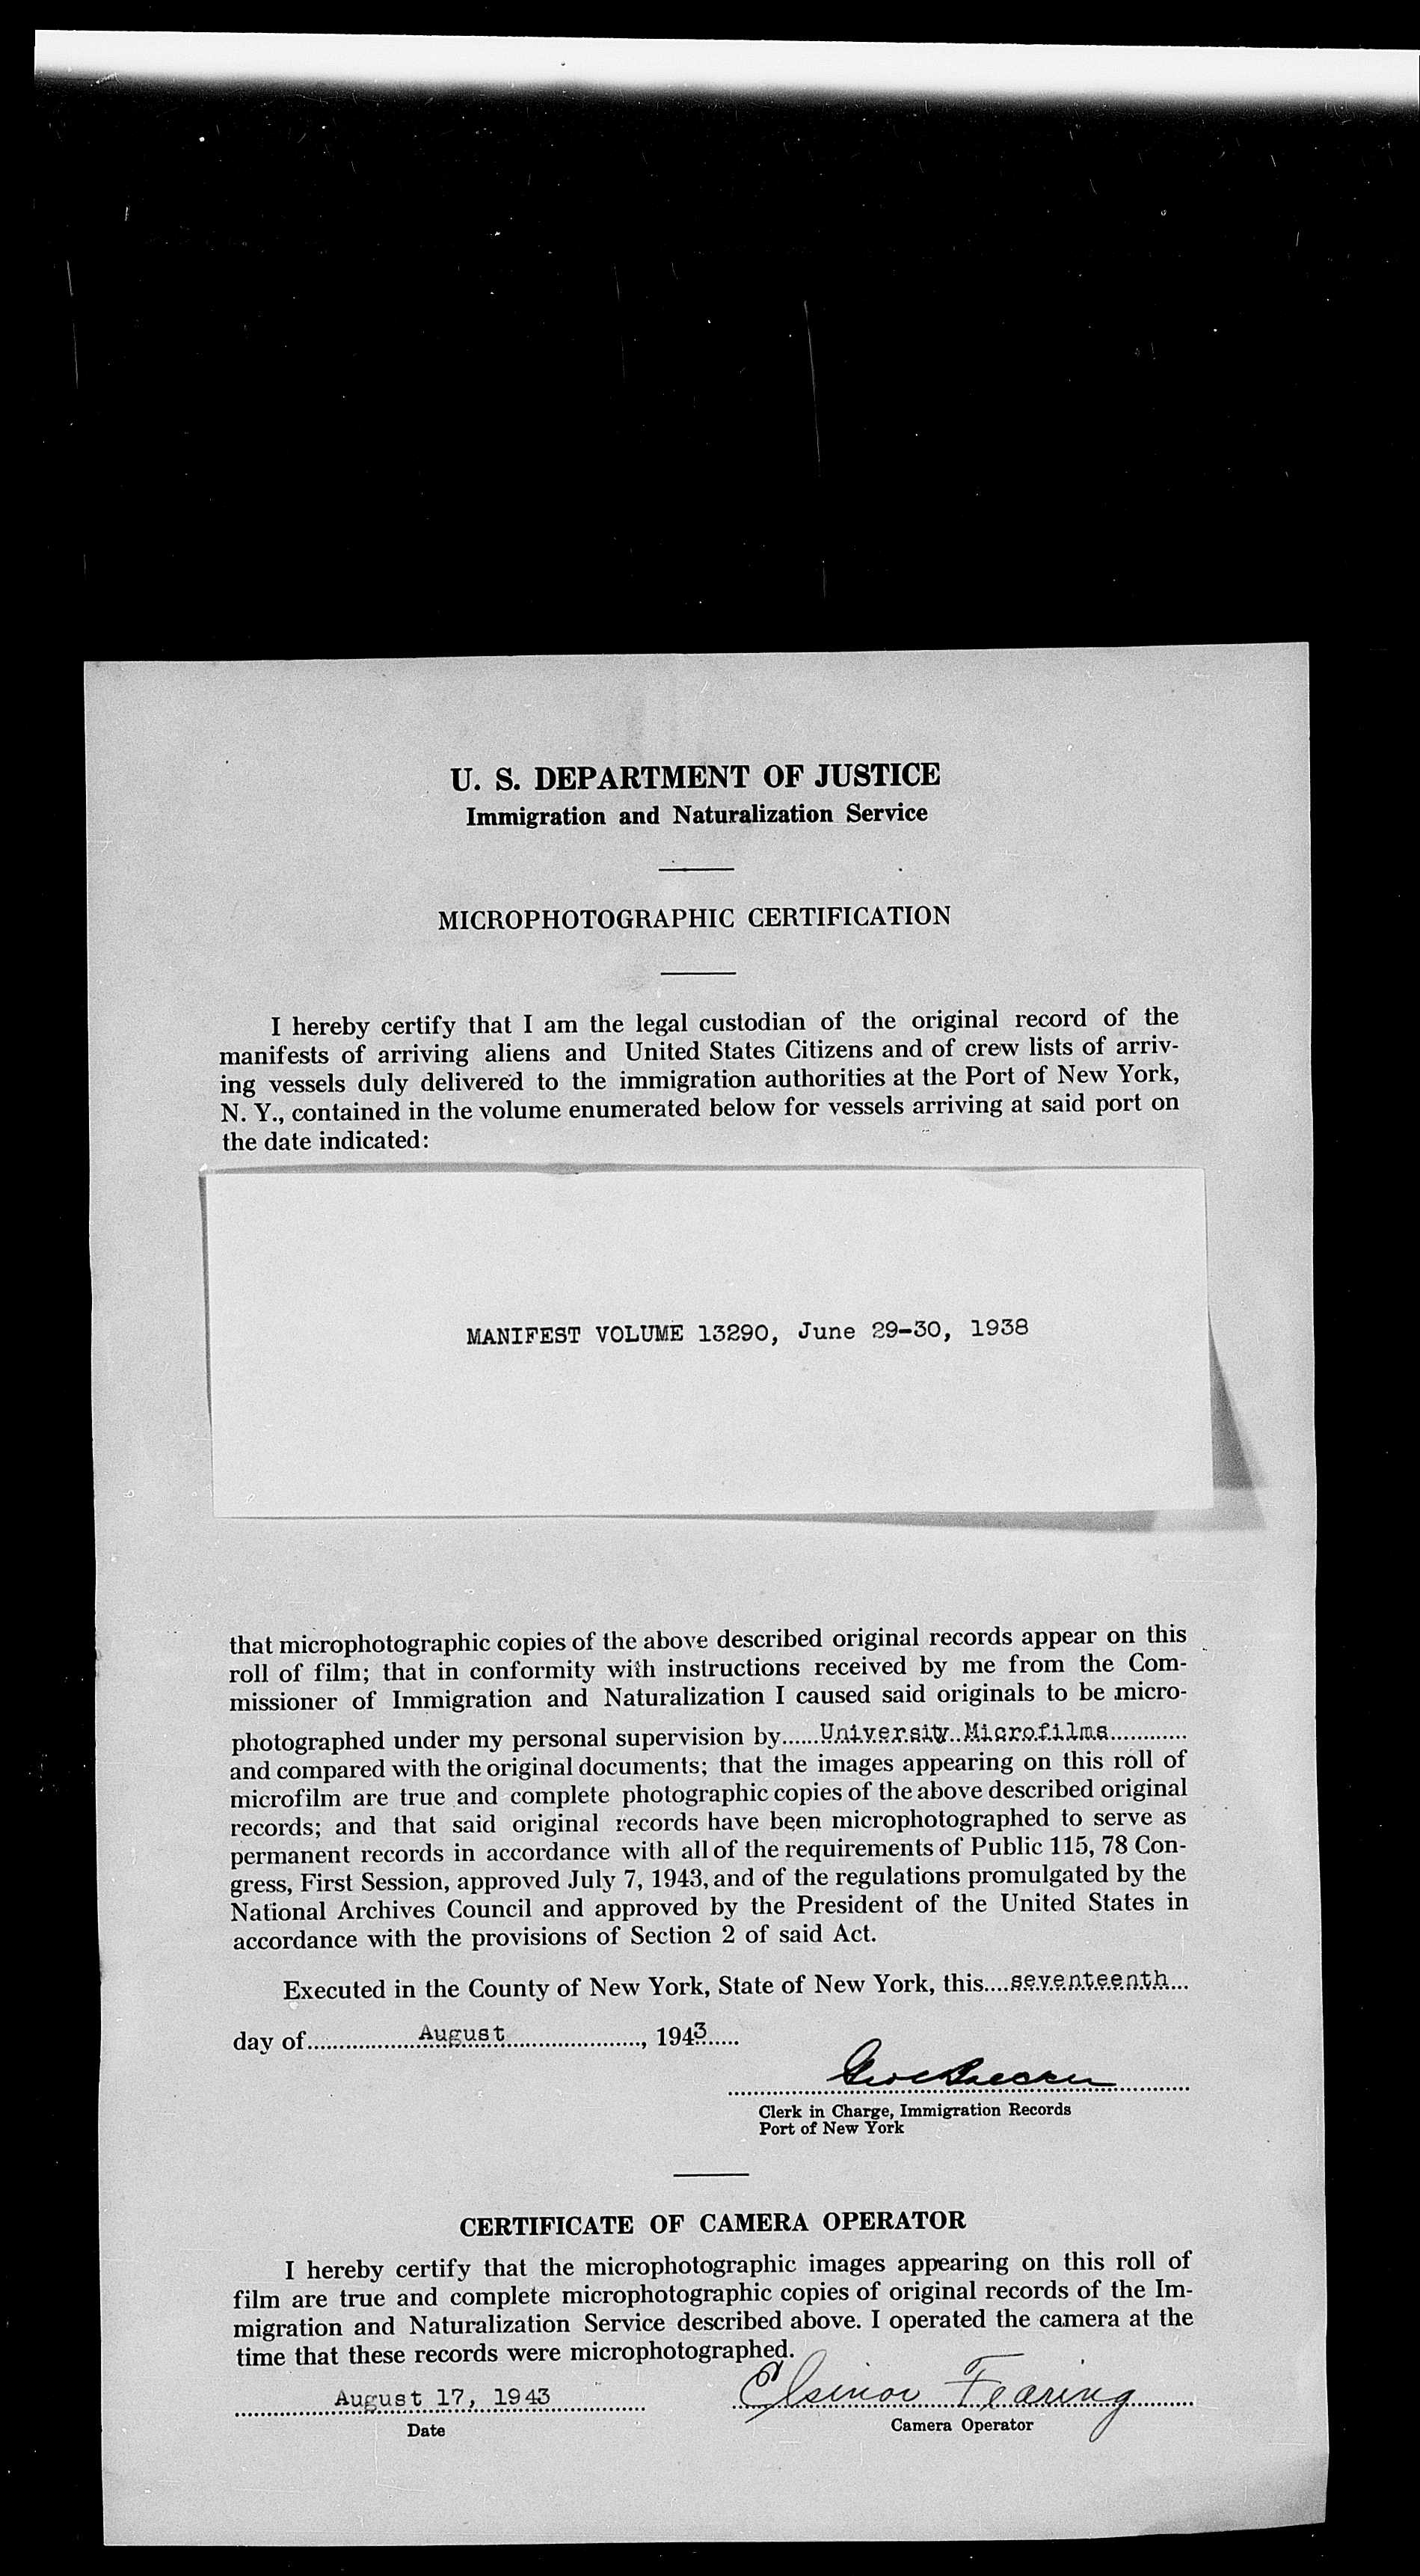 U. S. DEPARTMENT OF JUSTICE
Immigration and Naturalization Service
MICROPHOTOGRAPHIC CERTIFICATION
I hereby certify that I am the legal custodian of the original record of the
manifests of arriving aliens and United States Citizens and of crew lists of arriv-
ing vessels duly delivered to the immigration authorities at the Port of New York,
N. Y., contained in the volume enumerated below for vessels arriving at said port on
the date indicated:
MANIFEST VOLUME 13290, June 29-30, 1938
that microphotographic copies of the above described original records appear on this
roll of film; that in conformity with instructions received by me from the Com-
missioner of Immigration and Naturalization I caused said originals to be micro-
photographed under my personal supervision by......University Microfilms............
and compared with the original documents; that the images appearing on this roll of
microfilm are true and complete photographic copies of the above described original
records; and that said original records have been microphotographed to serve as
permanent records in accordance with all of the requirements of Public 115, 78 Con-
gress, First Session, approved July 7, 1943, and of the regulations promulgated by the
National Archives Council and approved by the President of the United States in
accordance with the provisions of Section 2 of said Act.
Executed in the County of New York, State of New York, this....seventeenth...
day of..................August......................, 1943......
Clerk in Charge, Immigration Records
Port of New York
CERTIFICATE OF CAMERA OPERATOR
I hereby certify that the microphotographic images appearing on this roll of
film are true and complete microphotographic copies of original records of the Im-
migration and Naturalization Service described above. I operated the camera at the
time that these records were microphotographed.
August 17, 1943 Elsinor Fearing
Date Camera Operator